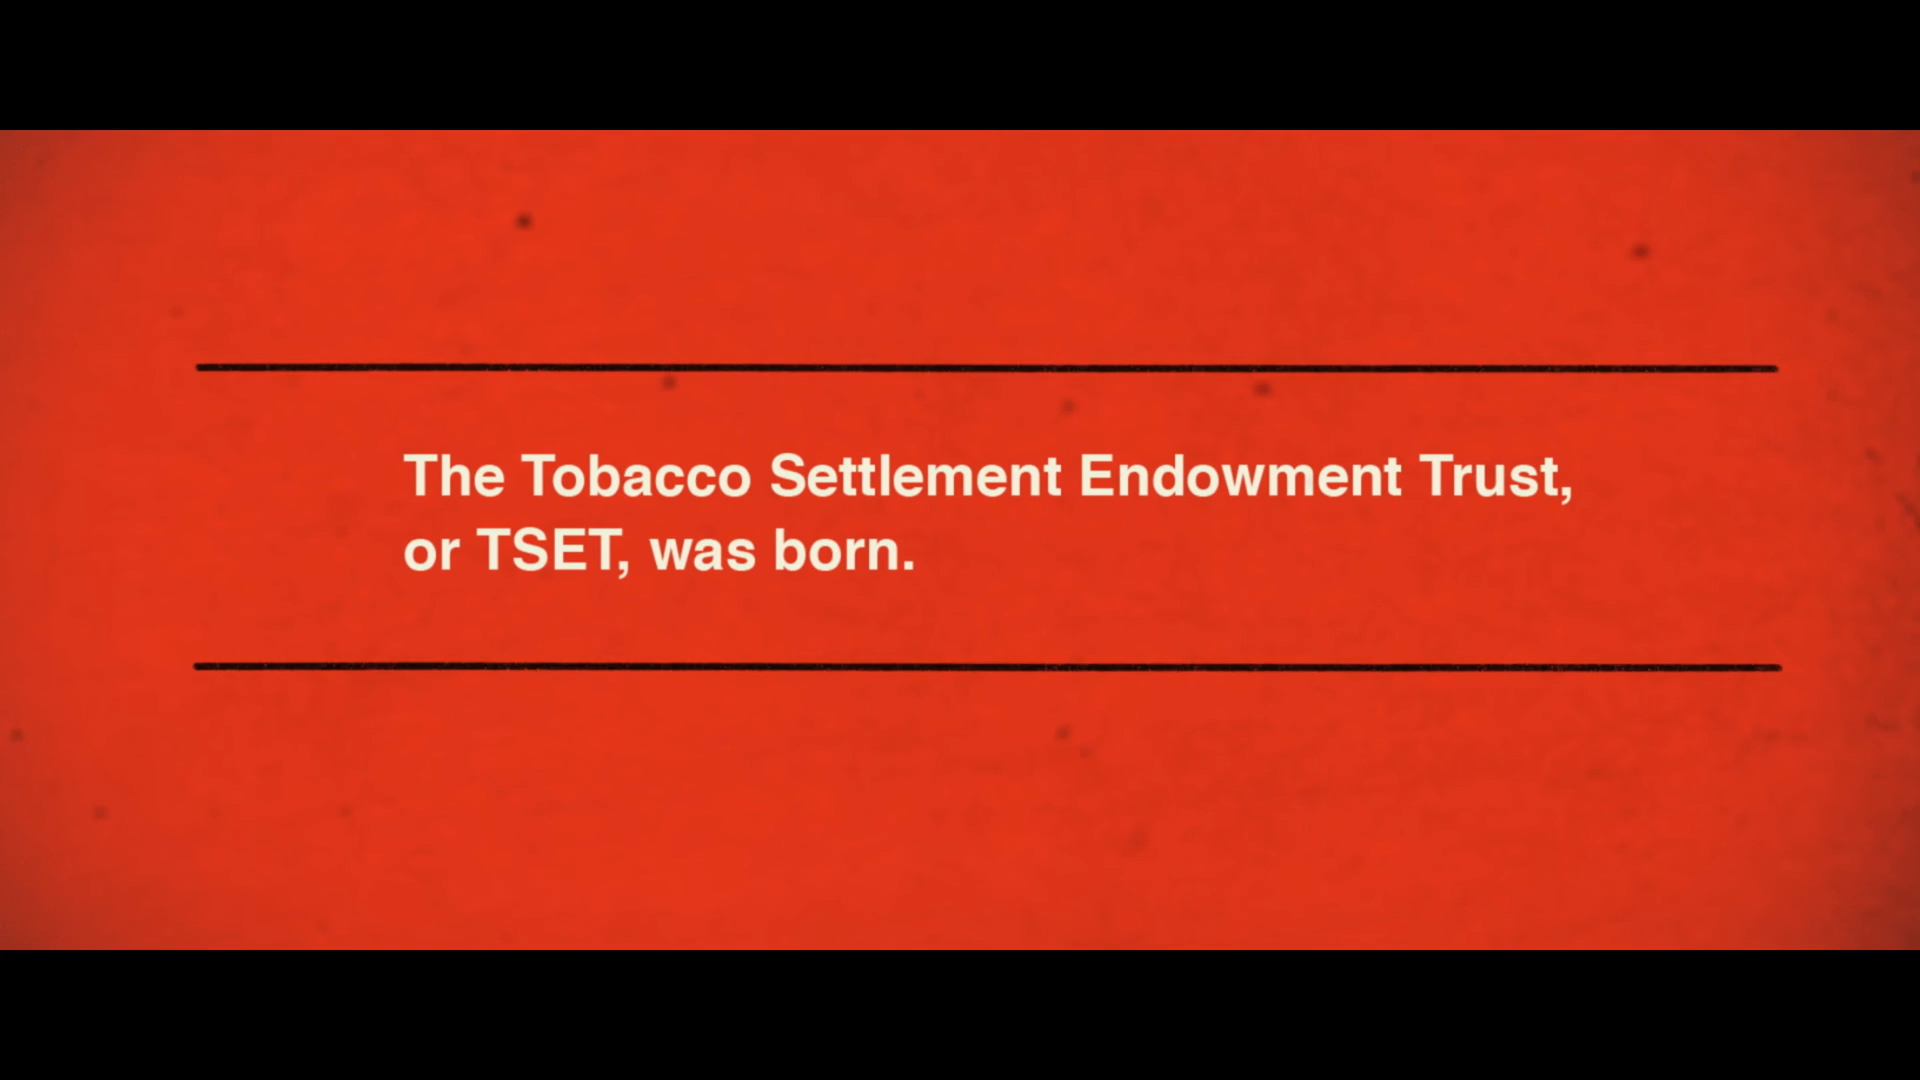 The Tobacco Settlement Endowment Trust,
or TSET, was born.